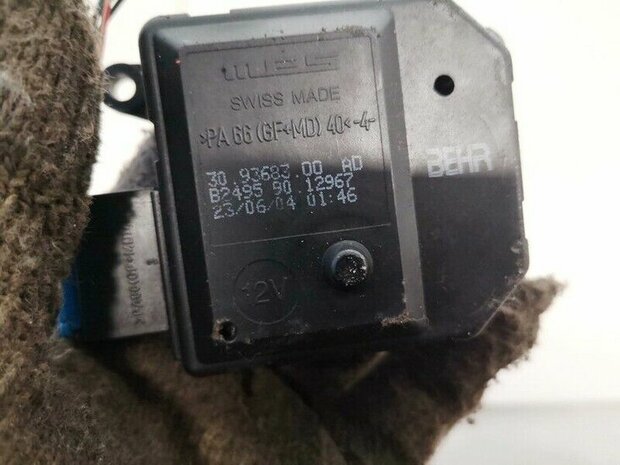 SWISS MADE
>PA 66 (GF+MD) 40< -4-
30.93683.00 AD
B2495 90.12967
23/06/04 01:46
BEHR
12V